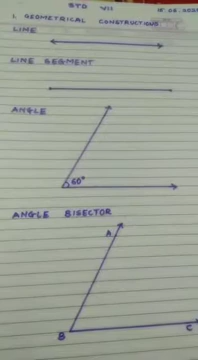 STD VII
1. GEOMETRICAL CONSTRUCTIONS
LINE
LINE SEGMENT
ANGLE
60°
ANGLE BISECTOR
A
B C